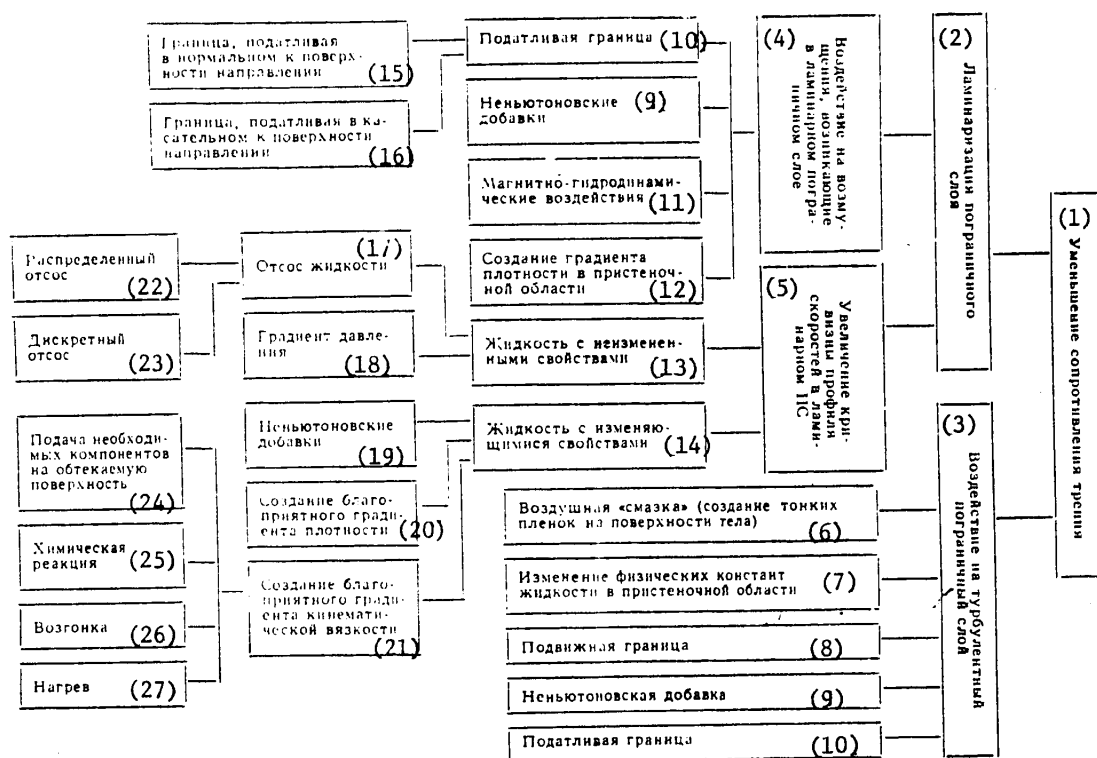 Граница, податливая
в нормальном к поверх-
ности направлении (15)
Граница, податливая в ка-
сательном к поверхности
направлении (16)
Податливая граница (10)
Неньютоновские (9)
добавки
Магнитно-гидродинами-
ческие воздействия (11)
Создание градиента
плотности в пристеноч-
ной области (12)
(4)
Воздействие на возму-
щения, возникающие
в ламинарном погра-
ничном слое
(2)
Ламинаризация пограничного
слоя
(1) Уменьшение сопротивления трения
Распределенный
отсос (22)
Дискретный
отсос (23)
(17)
Отсос жидкости
Градиент давле-
ния (18)
Жидкость с неизменен-
ными свойствами (13)
(5)
Увеличение кри-
визны профиля
скоростей в лами-
нарном ПС
Подача необходи-
мых компонентов
на обтекаемую
поверхность (24)
Химическая
реакция (25)
Возгонка (26)
Нагрев (27)
Неньютоновские
добавки (19)
Создание благо-
приятного гради-
ента плотности (20)
Создание благо-
приятного гради-
ента кинемати-
ческой вязкости
(21)
Жидкость с изменяю-
щимися свойствами (14)
(3)
Воздействие на турбулентный
пограничный слой
Воздушная «смазка» (создание тонких
пленок на поверхности тела) (6)
Изменение физических констант
жидкости в пристеночной области (7)
Подвижная граница (8)
Неньютоновская добавка (9)
Податливая граница (10)